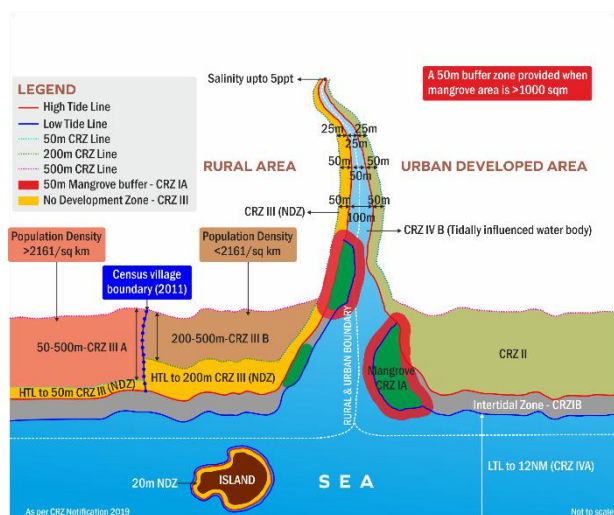 Salinity upto 5ppt
A 50m buffer zone provided when
mangrove area is >1000 sqm
LEGEND
High Tide Line
Low Tide Line
50m CRZ Line
200m CRZ Line
500m CRZ Line
50m Mangrove buffer - CRZ IA
No Development Zone - CRZ III
RURAL AREA
URBAN DEVELOPED AREA
25m
25m
25m
50m
50m
50m
50m
50m
100m
CRZ III (NDZ)
CRZ IV B (Tidally influenced water body)
Population Density
>2161/sq km
Census village
boundary (2011)
Population Density
<2161/sq km
50-500m-CRZ III A
200-500m-CRZ III B
HTL to 50m CRZ III (NDZ)
HTL to 200m CRZ III (NDZ)
RURAL & URBAN BOUNDARY
Mangrove
CRZ IA
CRZ II
Intertidal Zone - CRZIB
20m NDZ
ISLAND
SEA
LTL to 12NM (CRZ IVA)
As per CRZ Notification 2019
Not to scale